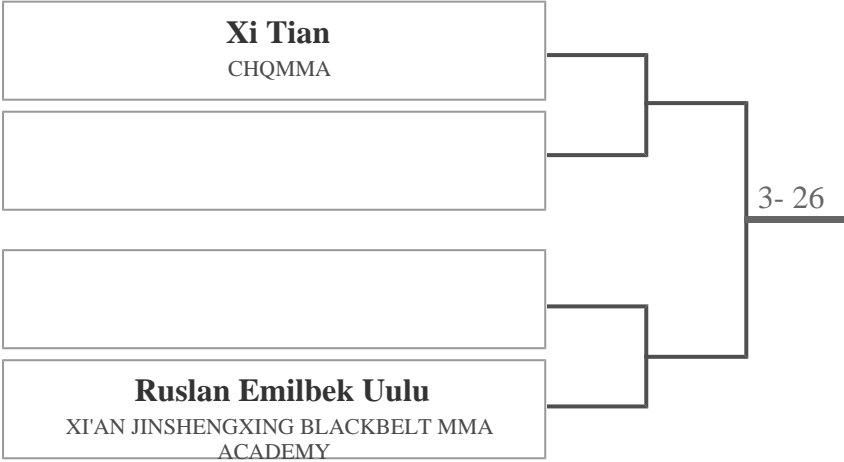 Xi Tian
CHQMMA
3- 26
Ruslan Emilbek Uulu
XI'AN JINSHENGXING BLACKBELT MMA
ACADEMY